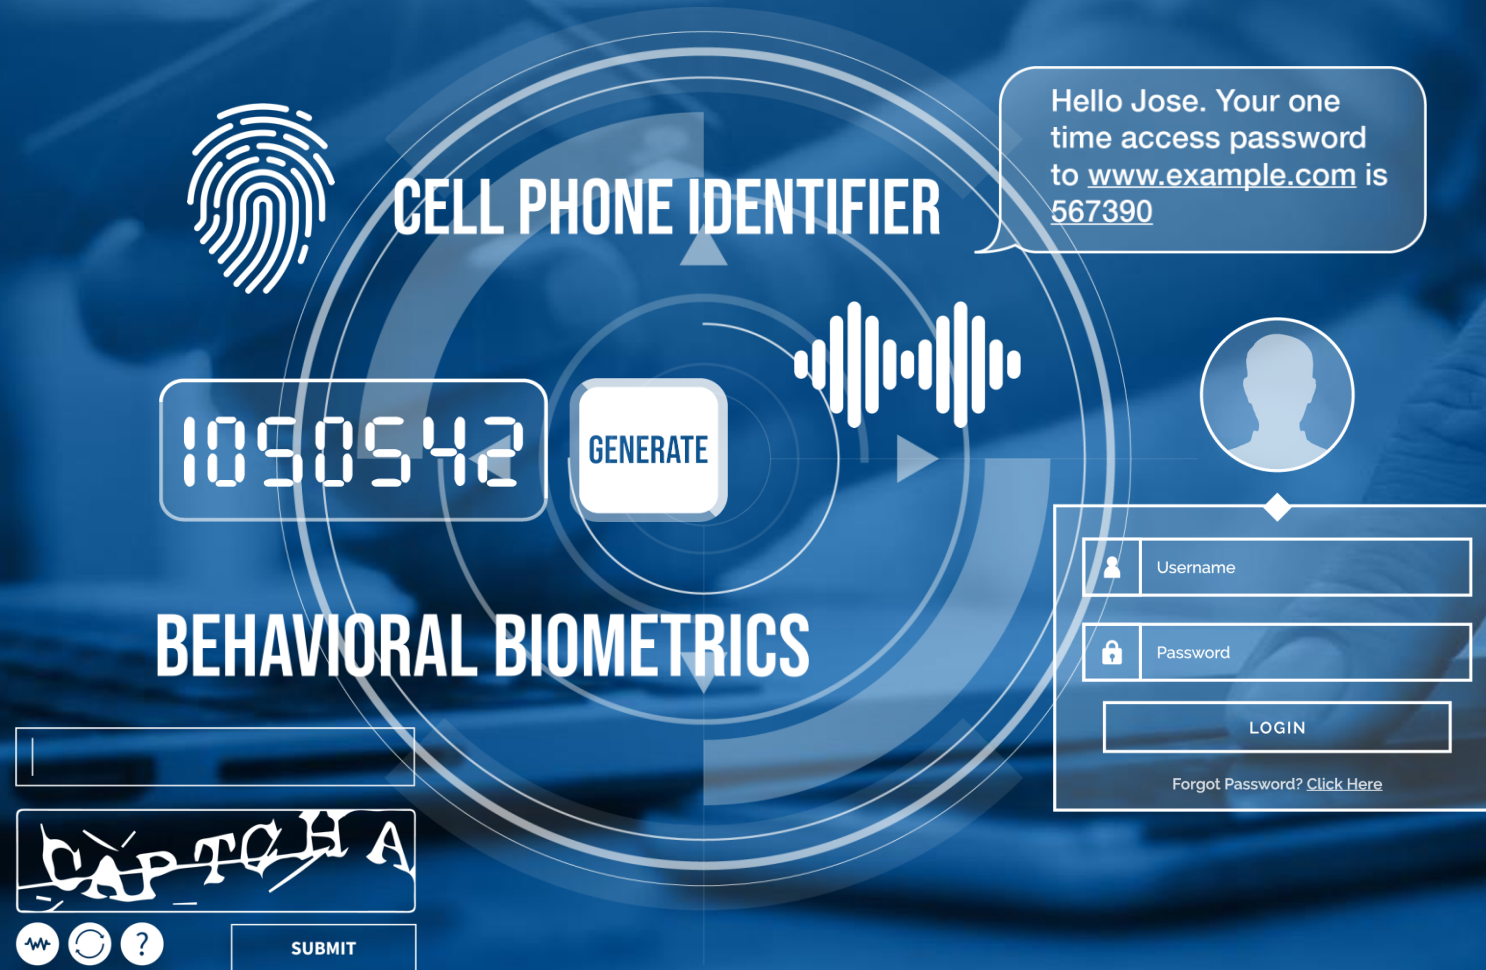 Hello Jose. Your one
time access password
to www.example.com is
567390
CELL PHONE IDENTIFIER
1050542
GENERATE
Username
Password
LOGIN
Forgot Password? Click Here
BEHAVIORAL BIOMETRICS
CAPTCHA
?
SUBMIT